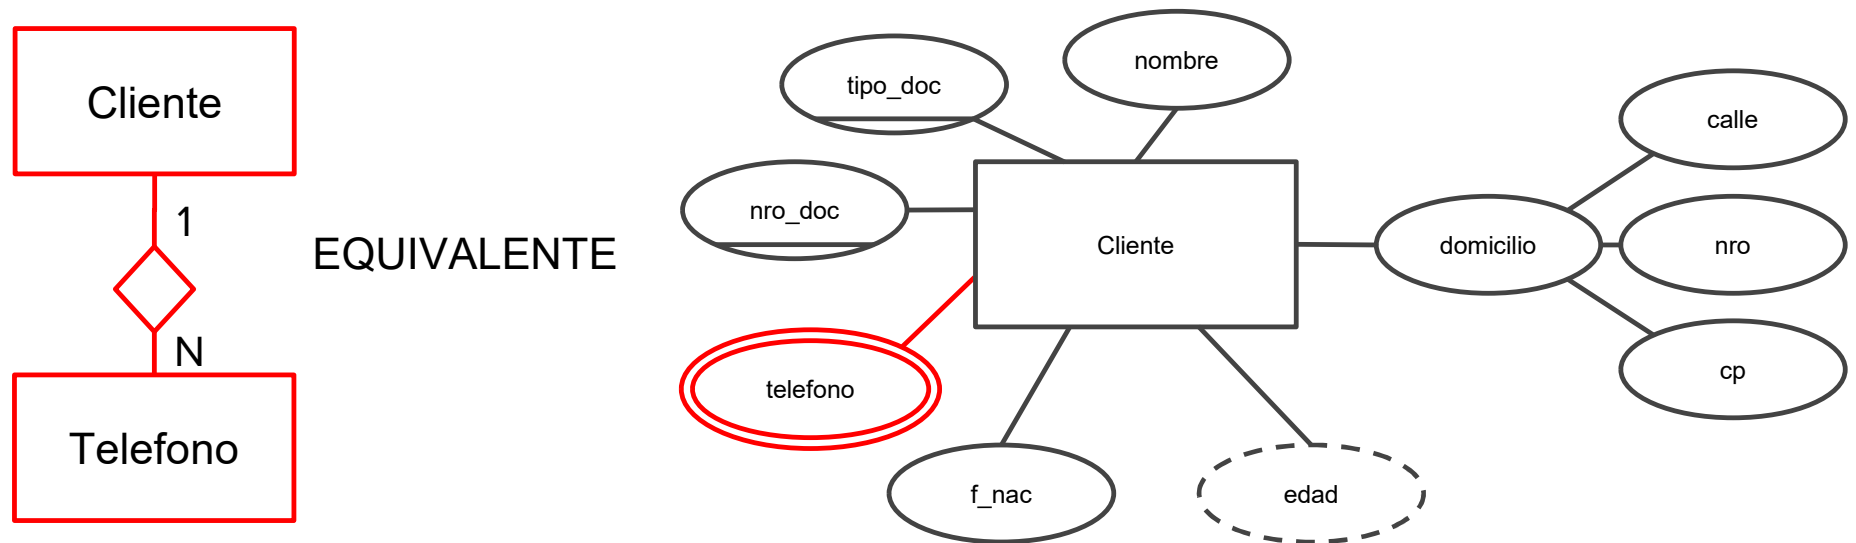 Cliente
1
N
Telefono
EQUIVALENTE
tipo_doc
nombre
nro_doc
Cliente
telefono
f_nac
edad
domicilio
calle
nro
cp